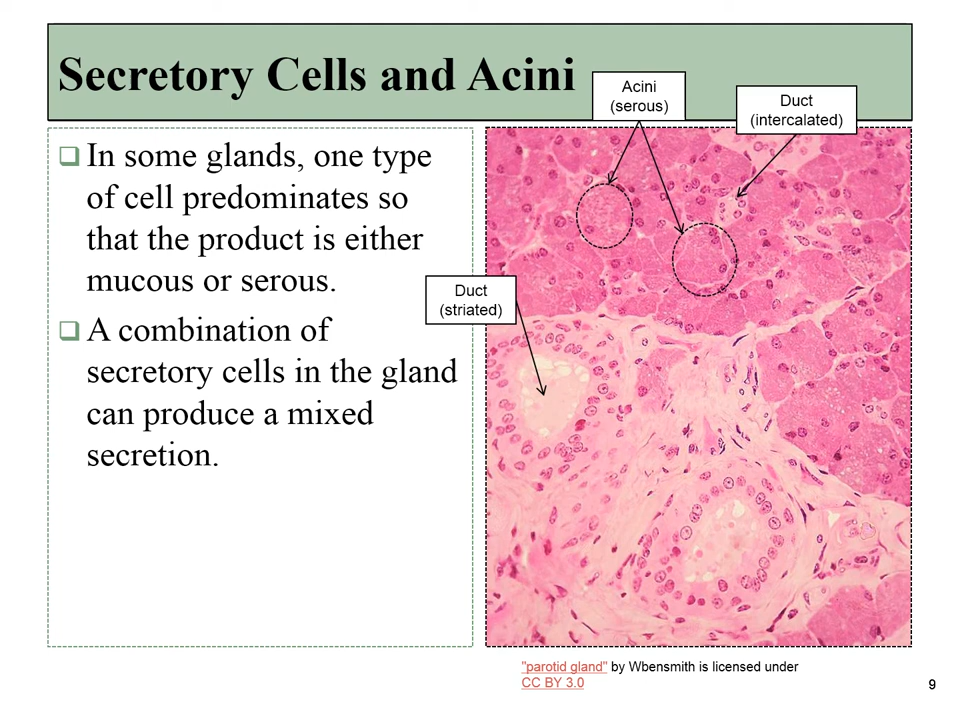 Secretory Cells and Acini
Acini
(serous)
Duct
(intercalated)
In some glands, one type
of cell predominates so
that the product is either
mucous or serous.
A combination of
secretory cells in the gland
can produce a mixed
secretion.
Duct
(striated)
"parotid gland" by Wbensmith is licensed under
CC BY 3.0
9